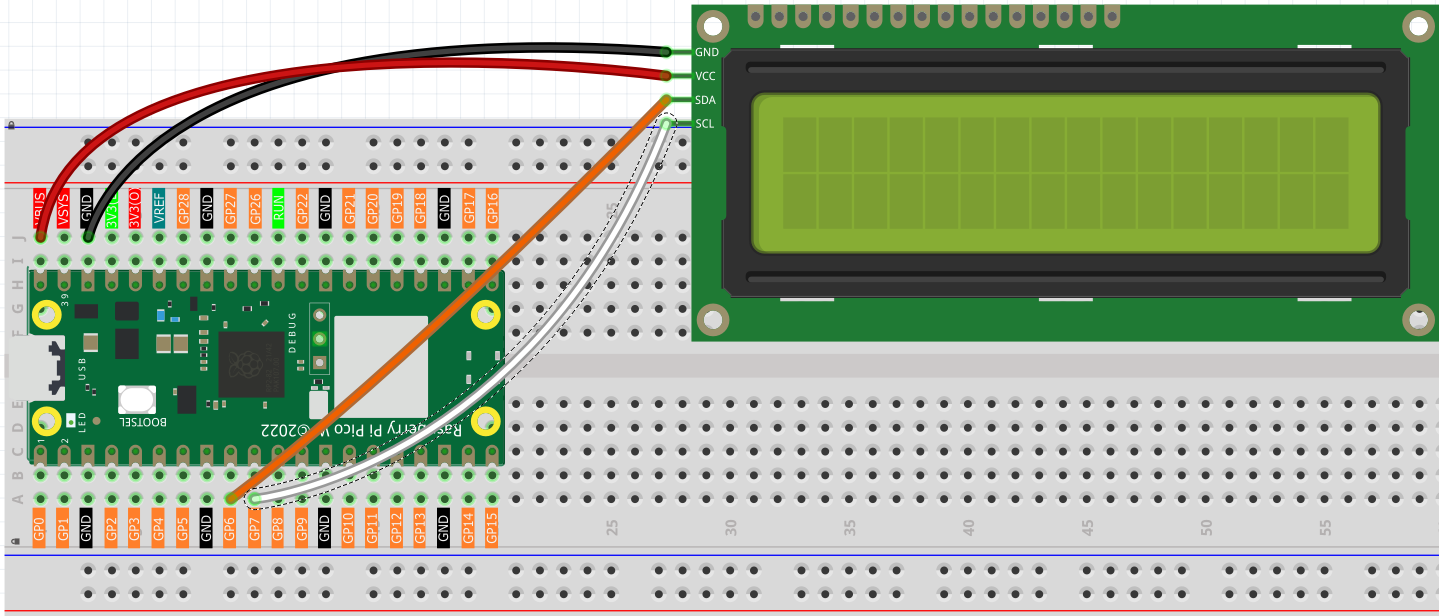 GND
VCC
SDA
SCL
VBUS
VSYS
GND
3V3(O)
VREF
GP28
GND
GP27
GP26
RUN
GP22
GND
GP21
GP20
GP19
GP18
GND
GP17
GP16
J
I
H
G
F
39
DEBUG
USB
BOOTSEL
LED
1
2
Raspberry Pi Pico W ©2022
E
D
C
B
A
GP0
GP1
GND
GP2
GP3
GP4
GP5
GND
GP6
GP7
GP8
GP9
GND
GP10
GP11
GP12
GP13
GND
GP14
GP15
25
30
35
40
45
50
55